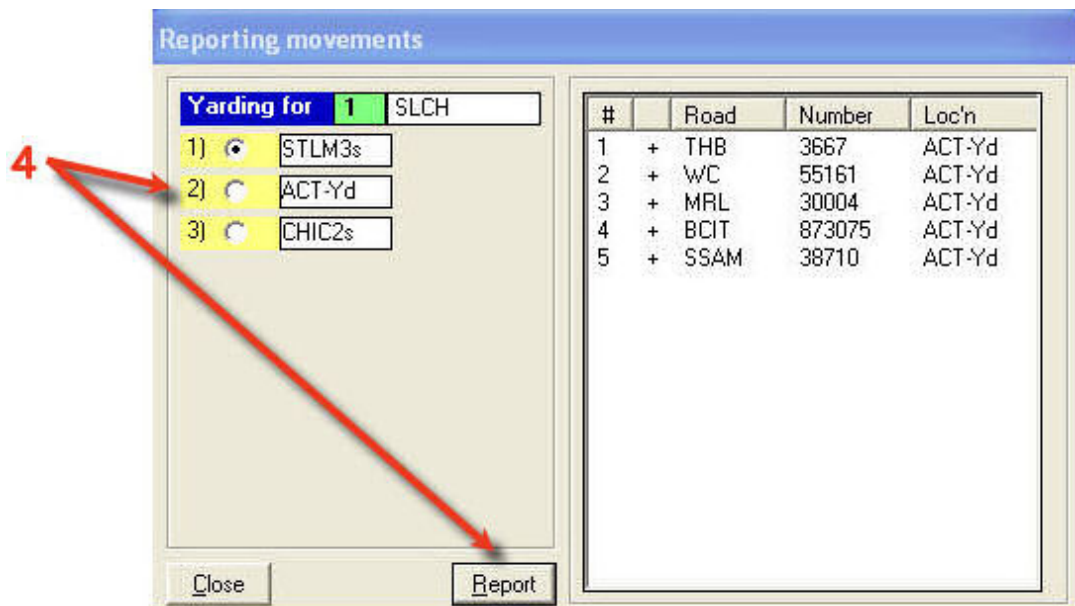 Reporting movements
Yarding for 1 SLCH
1) STLM3s
2) ACT-Yd
3) CHIC2s
4
Close Report
# Road Number Loc'n
1 + THB 3667 ACT-Yd
2 + WC 55161 ACT-Yd
3 + MRL 30004 ACT-Yd
4 + BCIT 873075 ACT-Yd
5 + SSAM 38710 ACT-Yd